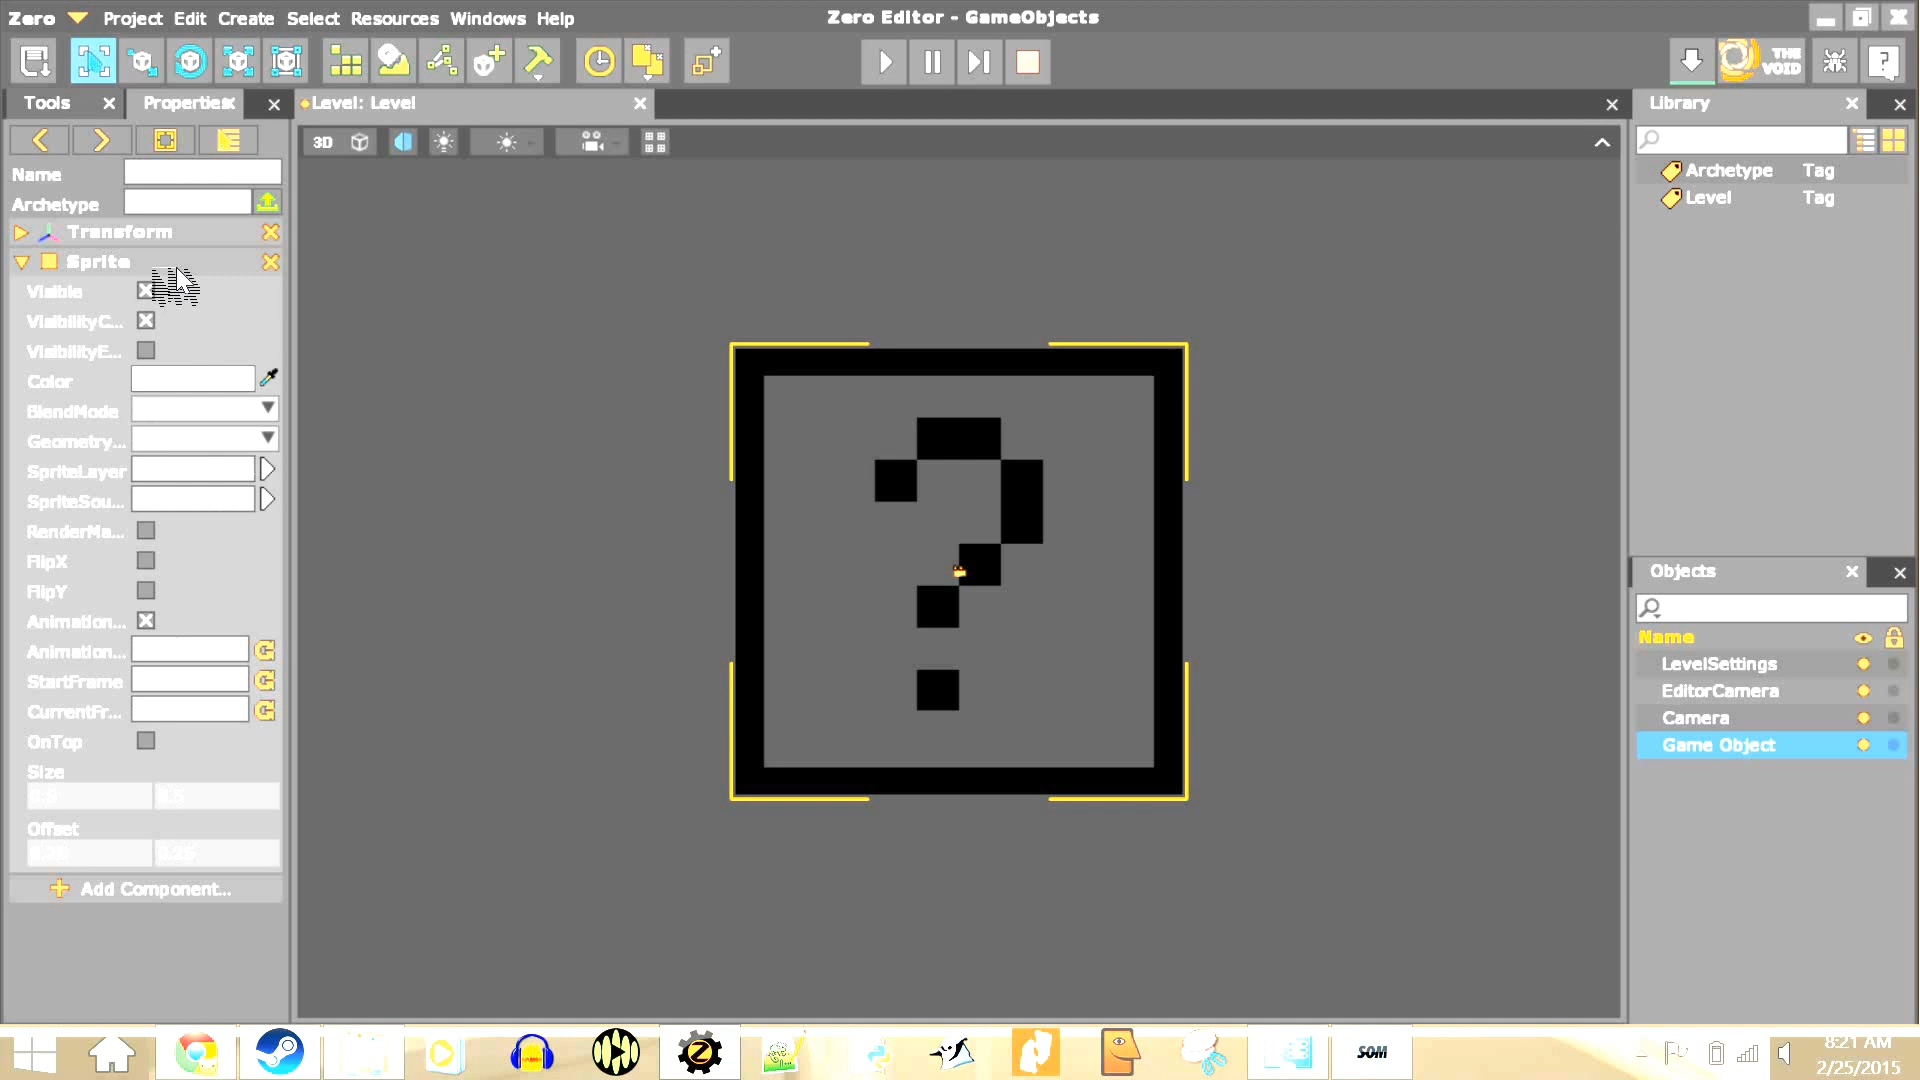 Zero Project Edit Create Select Resources Windows Help
Zero Editor - GameObjects
THE VOID
Tools
Properties
Level: Level
Library
3D
Name
Archetype
Transform
Sprite
Visible
VisibilityC...
VisibilityE...
Color
BlendMode
Geometry...
SpriteLayer
SpriteSou...
RenderMa...
FlipX
FlipY
Animation...
Animation...
StartFrame
CurrentFr...
OnTop
Size
Offset
0.25
Add Component...
?
Archetype Tag
Level Tag
Objects
Name
LevelSettings
EditorCamera
Camera
Game Object
SOM
8:21 AM
2/25/2015